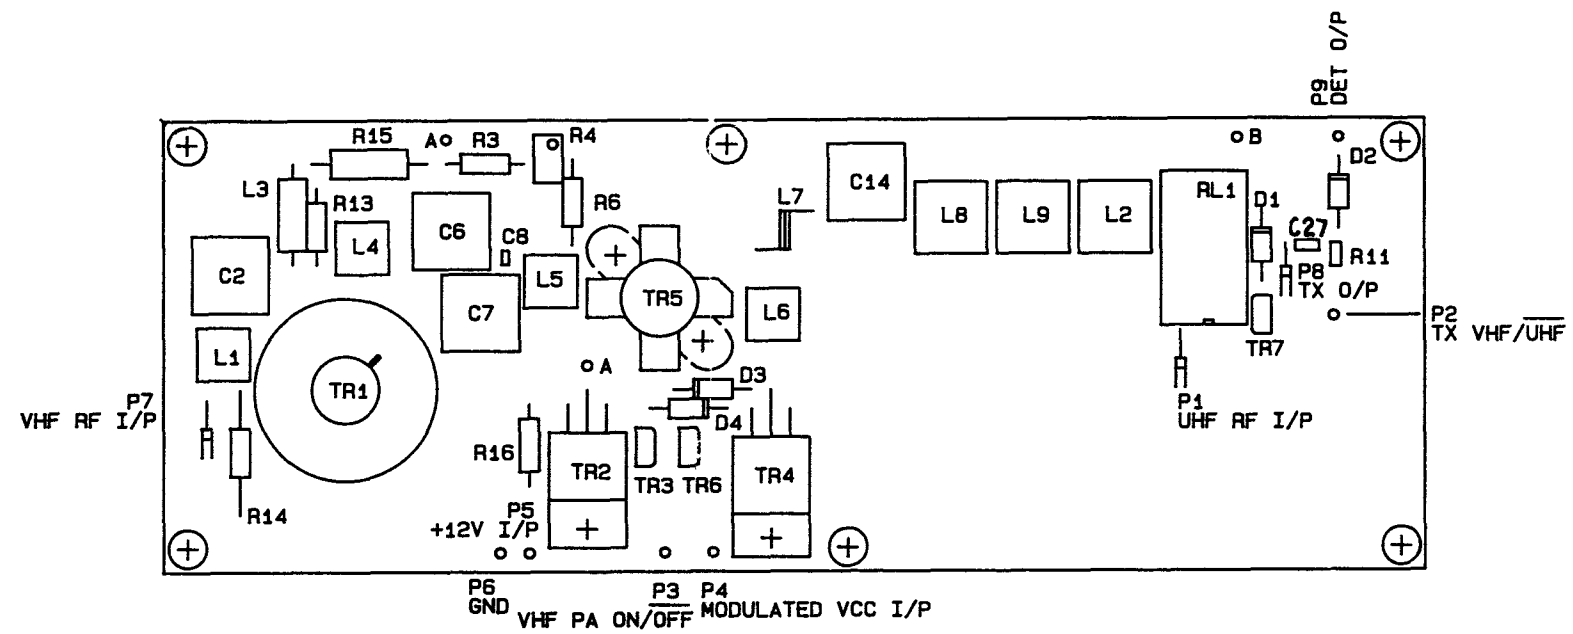 P9
DET O/P
R15
A
R3
R4
B
D2
L3
R13
R6
L7
C14
RL1
L4
C6
C8
L8
L9
L2
D1
C27
C2
L5
TR5
P8
TX O/P
R11
C7
L6
P2
TX VHF/UHF
L1
TR7
A
TR1
D3
P7
VHF RF I/P
D4
P1
UHF RF I/P
R16
TR2
TR3
TR6
TR4
R14
P5
+12V I/P
P6
GND
P3
VHF PA ON/OFF
P4
MODULATED VCC I/P